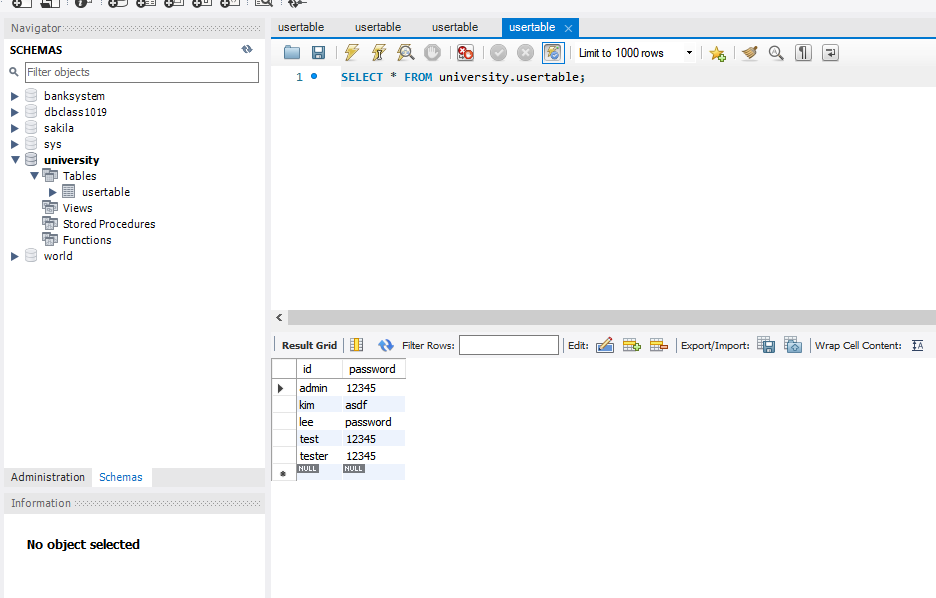 Navigator
SCHEMAS
Filter objects
banksystem
dbclass1019
sakila
sys
university
Tables
usertable
Views
Stored Procedures
Functions
world
Administration Schemas
Information
No object selected
usertable usertable usertable usertable
Limit to 1000 rows
1 SELECT * FROM university.usertable;
Result Grid Filter Rows: Edit: Export/Import: Wrap Cell Content:
id password
admin 12345
kim asdf
lee password
test 12345
tester 12345
NULL NULL